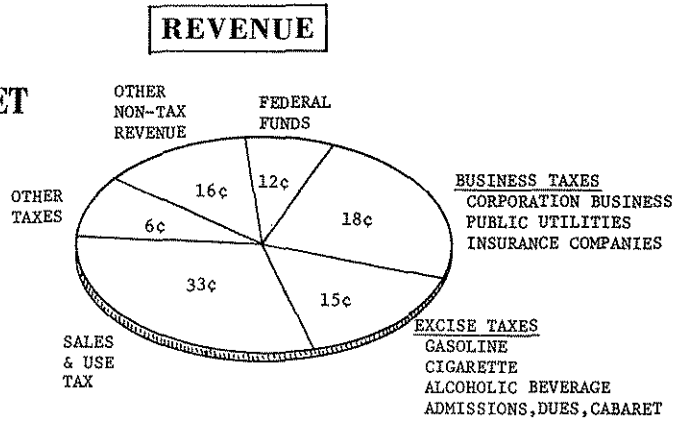 REVENUE
ET
OTHER
NON-TAX
REVENUE
FEDERAL
FUNDS
OTHER
TAXES
16¢
12¢
6¢
18¢
33¢
15¢
BUSINESS TAXES
CORPORATION BUSINESS
PUBLIC UTILITIES
INSURANCE COMPANIES
SALES
& USE
TAX
EXCISE TAXES
GASOLINE
CIGARETTE
ALCOHOLIC BEVERAGE
ADMISSIONS,DUES,CABARET